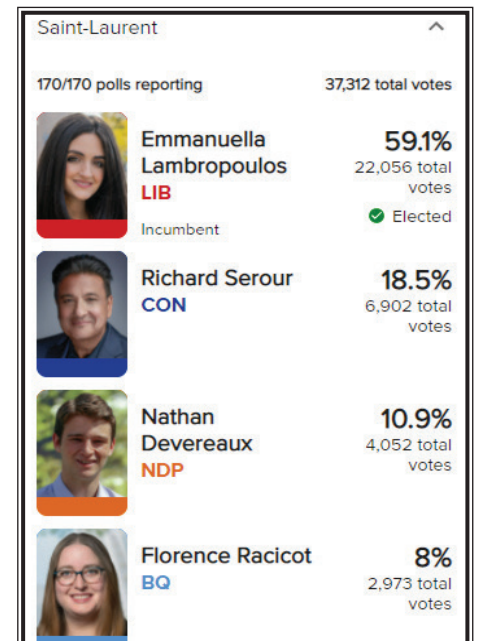 Saint-Laurent
170/170 polls reporting 37,312 total votes
Emmanuella 59.1%
Lambropoulos 22,056 total
LIB votes
Elected
Incumbent
Richard Serour 18.5%
CON 6,902 total
votes
Nathan 10.9%
Devereaux 4,052 total
NDP votes
Florence Racicot 8%
BQ 2,973 total
votes